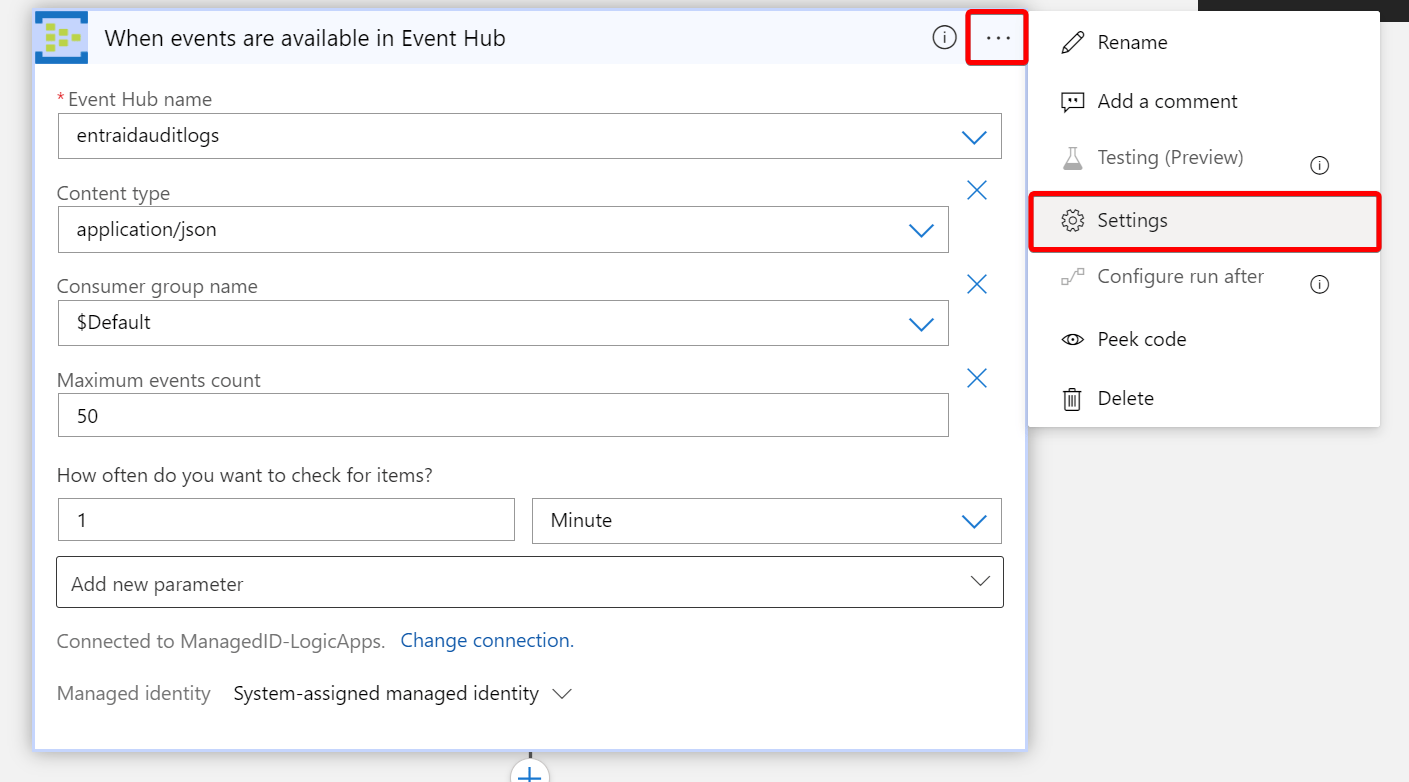 When events are available in Event Hub
* Event Hub name
entraidauditlogs
Content type
application/json
Consumer group name
$Default
Maximum events count
50
How often do you want to check for items?
1
Minute
Add new parameter
Connected to ManagedID-LogicApps. Change connection.
Managed identity System-assigned managed identity
Rename
Add a comment
Testing (Preview)
Settings
Configure run after
Peek code
Delete